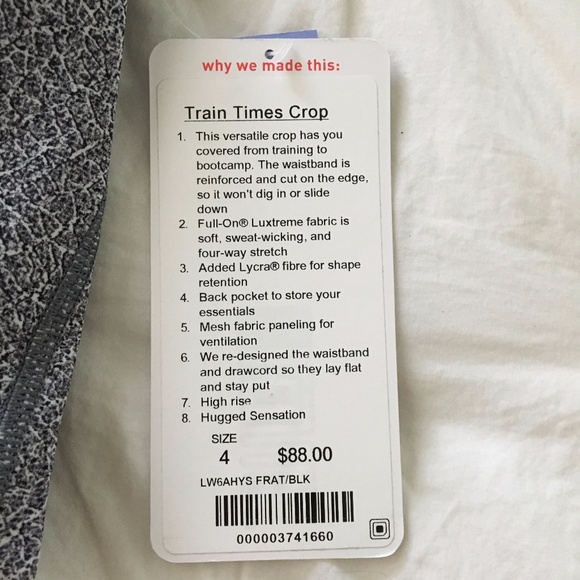 why we made this:
Train Times Crop
1. This versatile crop has you
covered from training to
bootcamp. The waistband is
reinforced and cut on the edge,
so it won't dig in or slide
down
2. Full-On® Luxtreme fabric is
soft, sweat-wicking, and
four-way stretch
3. Added Lycra® fibre for shape
retention
4. Back pocket to store your
essentials
5. Mesh fabric paneling for
ventilation
6. We re-designed the waistband
and drawcord so they lay flat
and stay put
7. High rise
8. Hugged Sensation
SIZE
4 $88.00
LW6AHYS FRAT/BLK
000003741660